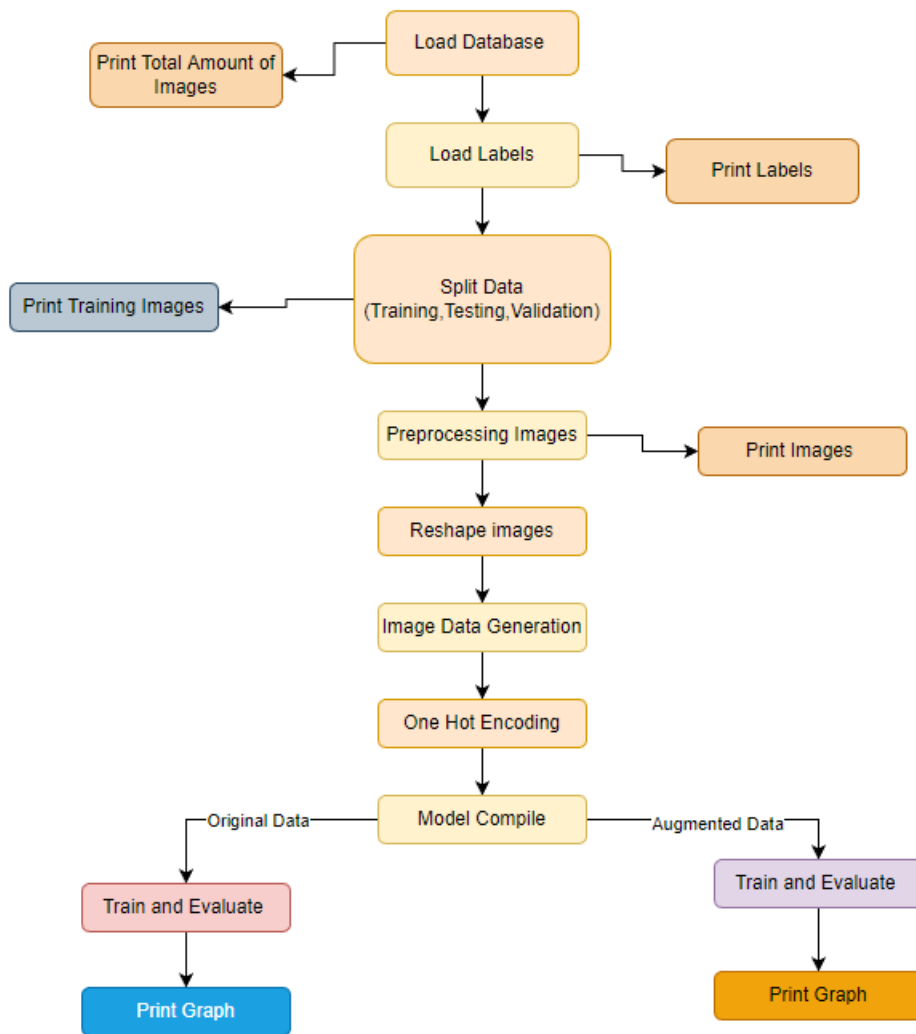 Load Database
Print Total Amount of
Images
Load Labels
Print Labels
Split Data
(Training,Testing,Validation)
Print Training Images
Preprocessing Images
Print Images
Reshape images
Image Data Generation
One Hot Encoding
Model Compile
Original Data
Augmented Data
Train and Evaluate
Train and Evaluate
Print Graph
Print Graph